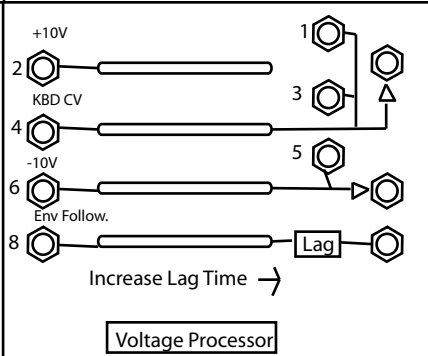 +10V
1
2
KBD CV
3
4
-10V
5
6
Env Follow.
8
Lag
Increase Lag Time
Voltage Processor